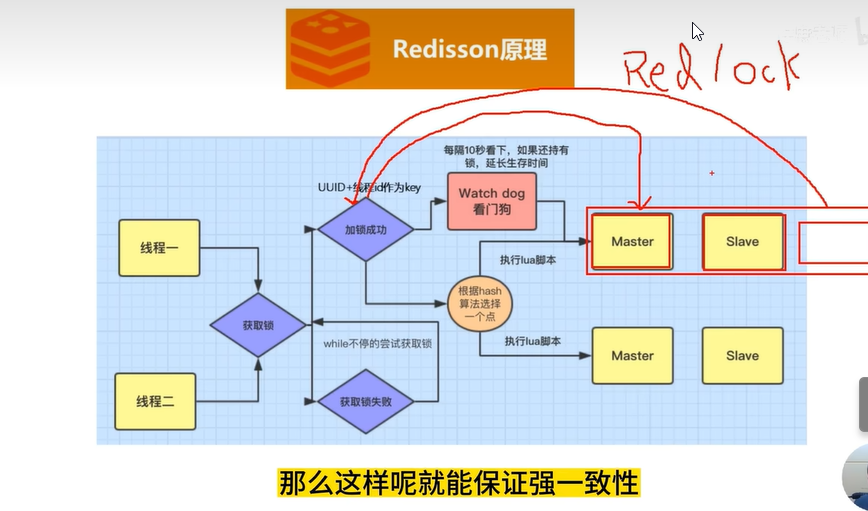 Redisson原理
Redlock
每隔10秒看下，如果还持有
锁，延长生存时间
UUID+线程id作为key
Watch dog
看门狗
线程一
加锁成功
Master
Slave
执行lua脚本
根据hash
算法选择
一个点
获取锁
while不停的尝试获取锁
执行lua脚本
Master
Slave
线程二
获取锁失败
那么这样呢就能保证强一致性